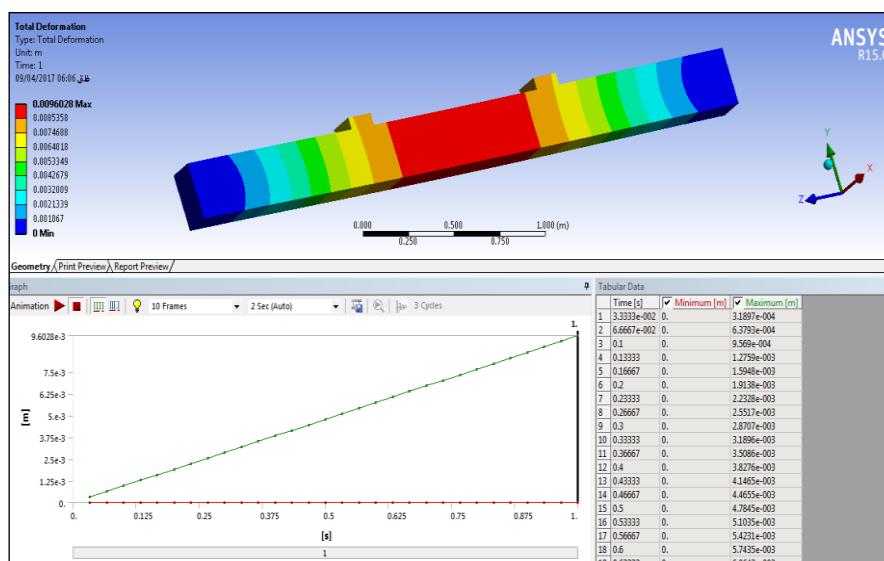 Total Deformation
Type: Total Deformation
Unit: m
Time: 1
09/04/2017 06:06
0.0096028 Max
0.0085358
0.0074688
0.0064018
0.0053349
0.0042679
0.0032009
0.0021339
0.001067
0 Min
ANSYS
R15.0
Y
X
Z
0.000 0.500 1.000 (m)
0.250 0.750
Geometry Print Preview Report Preview
Animation 10 Frames 2 Sec (Auto) 3 Cycles
1.
9.6028e-3
7.5e-3
6.25e-3
5.e-3
3.75e-3
2.5e-3
1.25e-3
0.
[m]
0. 0.125 0.25 0.375 0.5 0.625 0.75 0.875 1.
[s]
1
Tabular Data
Time [s] Minimum [m] Maximum [m]
1 3.3333e-002 0. 3.1897e-004
2 6.6667e-002 0. 6.3793e-004
3 0.1 0. 9.569e-004
4 0.13333 0. 1.2759e-003
5 0.16667 0. 1.5948e-003
6 0.2 0. 1.9138e-003
7 0.23333 0. 2.2328e-003
8 0.26667 0. 2.5517e-003
9 0.3 0. 2.8707e-003
10 0.33333 0. 3.1896e-003
11 0.36667 0. 3.5086e-003
12 0.4 0. 3.8276e-003
13 0.43333 0. 4.1465e-003
14 0.46667 0. 4.4655e-003
15 0.5 0. 4.7845e-003
16 0.53333 0. 5.1035e-003
17 0.56667 0. 5.4231e-003
18 0.6 0. 5.7435e-003